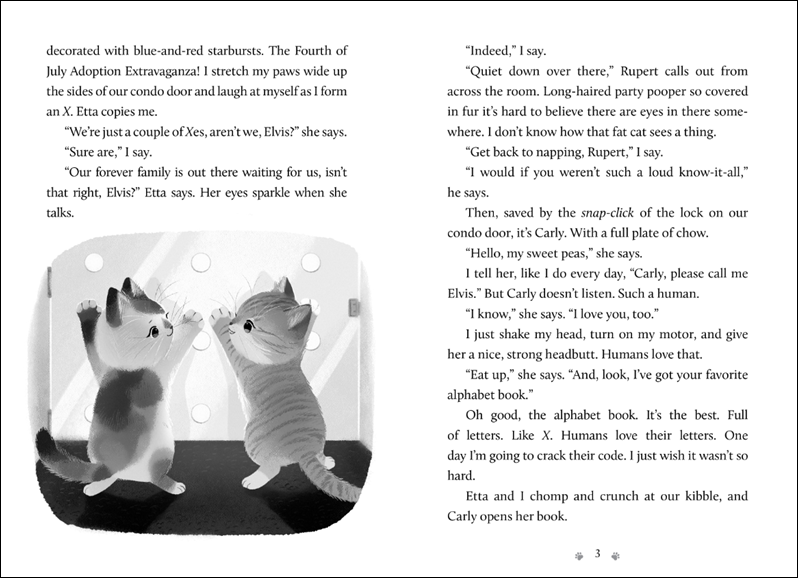 decorated with blue-and-red starbursts. The Fourth of
July Adoption Extravaganza! I stretch my paws wide up
the sides of our condo door and laugh at myself as I form
an X. Etta copies me.
“We’re just a couple of Xes, aren’t we, Elvis?” she says.
“Sure are,” I say.
“Our forever family is out there waiting for us, isn’t
that right, Elvis?” Etta says. Her eyes sparkle when she
talks.
“Indeed,” I say.
“Quiet down over there,” Rupert calls out from
across the room. Long-haired party pooper so covered
in fur it’s hard to believe there are eyes in there some-
where. I don’t know how that fat cat sees a thing.
“Get back to napping, Rupert,” I say.
“I would if you weren’t such a loud know-it-all,”
he says.
Then, saved by the snap-click of the lock on our
condo door, it’s Carly. With a full plate of chow.
“Hello, my sweet peas,” she says.
I tell her, like I do every day, “Carly, please call me
Elvis.” But Carly doesn’t listen. Such a human.
“I know,” she says. “I love you, too.”
I just shake my head, turn on my motor, and give
her a nice, strong headbutt. Humans love that.
“Eat up,” she says. “And, look, I’ve got your favorite
alphabet book.”
Oh good, the alphabet book. It’s the best. Full
of letters. Like X. Humans love their letters. One
day I’m going to crack their code. I just wish it wasn’t so
hard.
Etta and I chomp and crunch at our kibble, and
Carly opens her book.
3